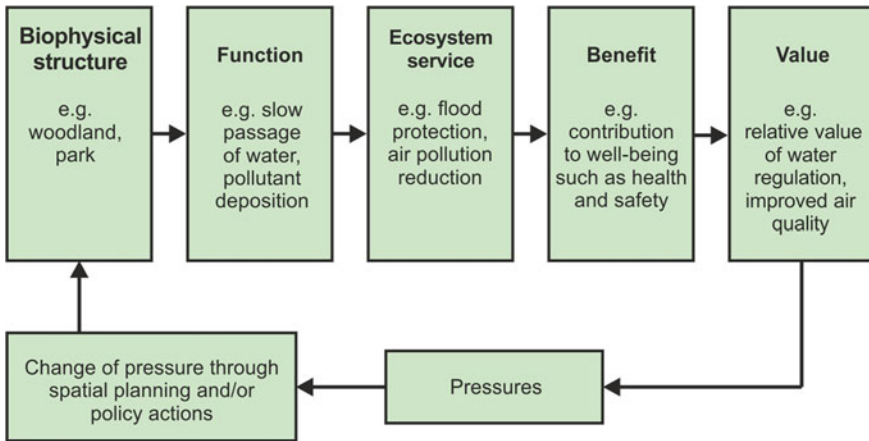 Biophysical
structure
e.g.
woodland,
park
Function
e.g. slow
passage
of water,
pollutant
deposition
Ecosystem
service
e.g. flood
protection,
air pollution
reduction
Benefit
e.g.
contribution
to well-being
such as health
and safety
Value
e.g.
relative value
of water
regulation,
improved air
quality
Change of pressure through
spatial planning and/or
policy actions
Pressures